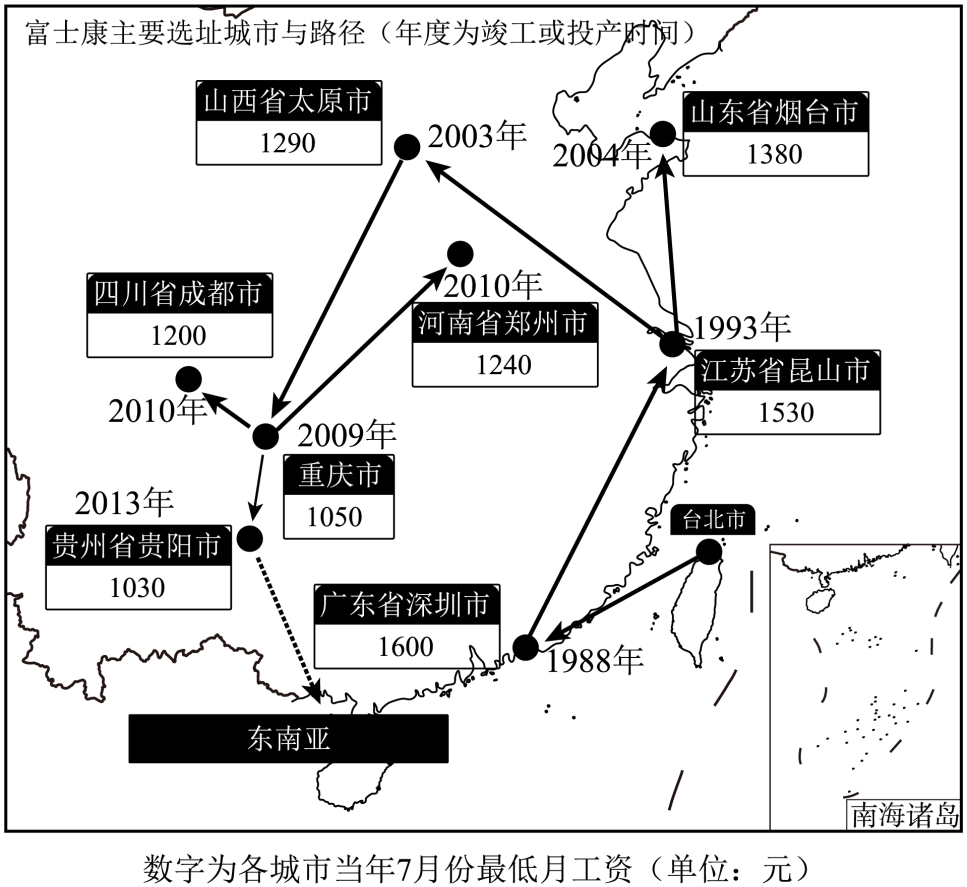 富士康主要选址城市与路径（年度为竣工或投产时间）
山西省太原市
1290
2003年
山东省烟台市
1380
2004年
四川省成都市
1200
2010年
2010年
河南省郑州市
1240
1993年
江苏省昆山市
1530
2009年
重庆市
1050
2013年
贵州省贵阳市
1030
台北市
广东省深圳市
1600
1988年
东南亚
南海诸岛
数字为各城市当年7月份最低月工资（单位：元）